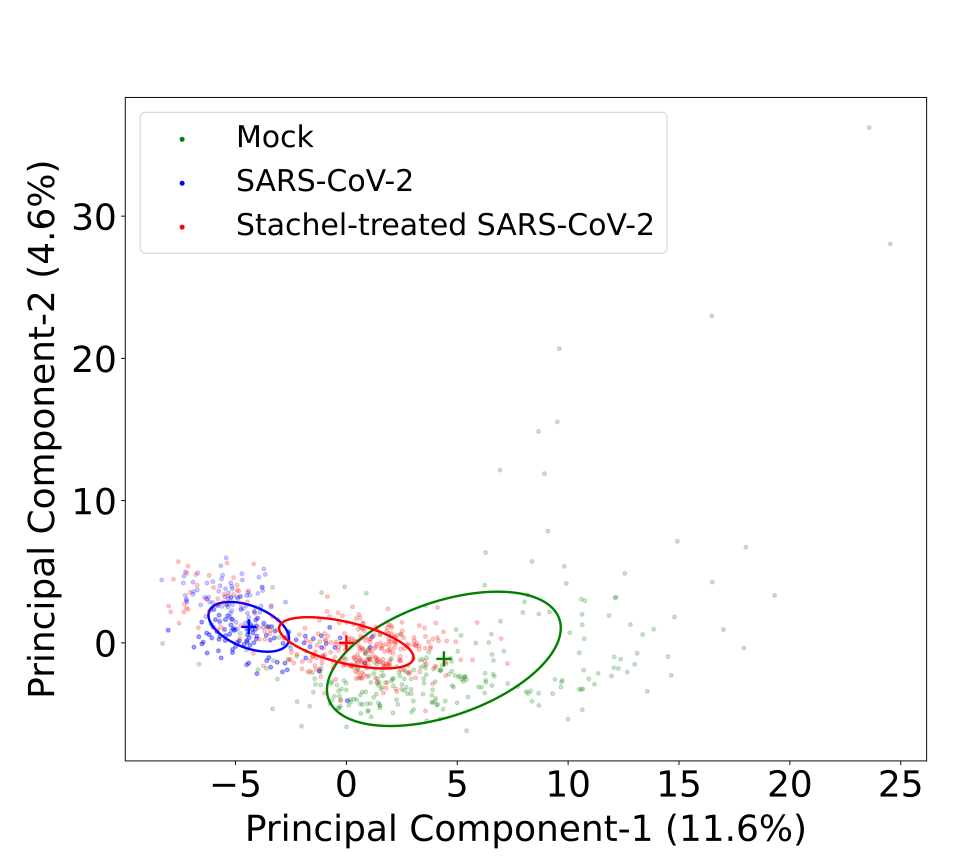 Mock
SARS-CoV-2
Stachel-treated SARS-CoV-2
Principal Component-2 (4.6%)
30
20
10
0
−5 0 5 10 15 20 25
Principal Component-1 (11.6%)